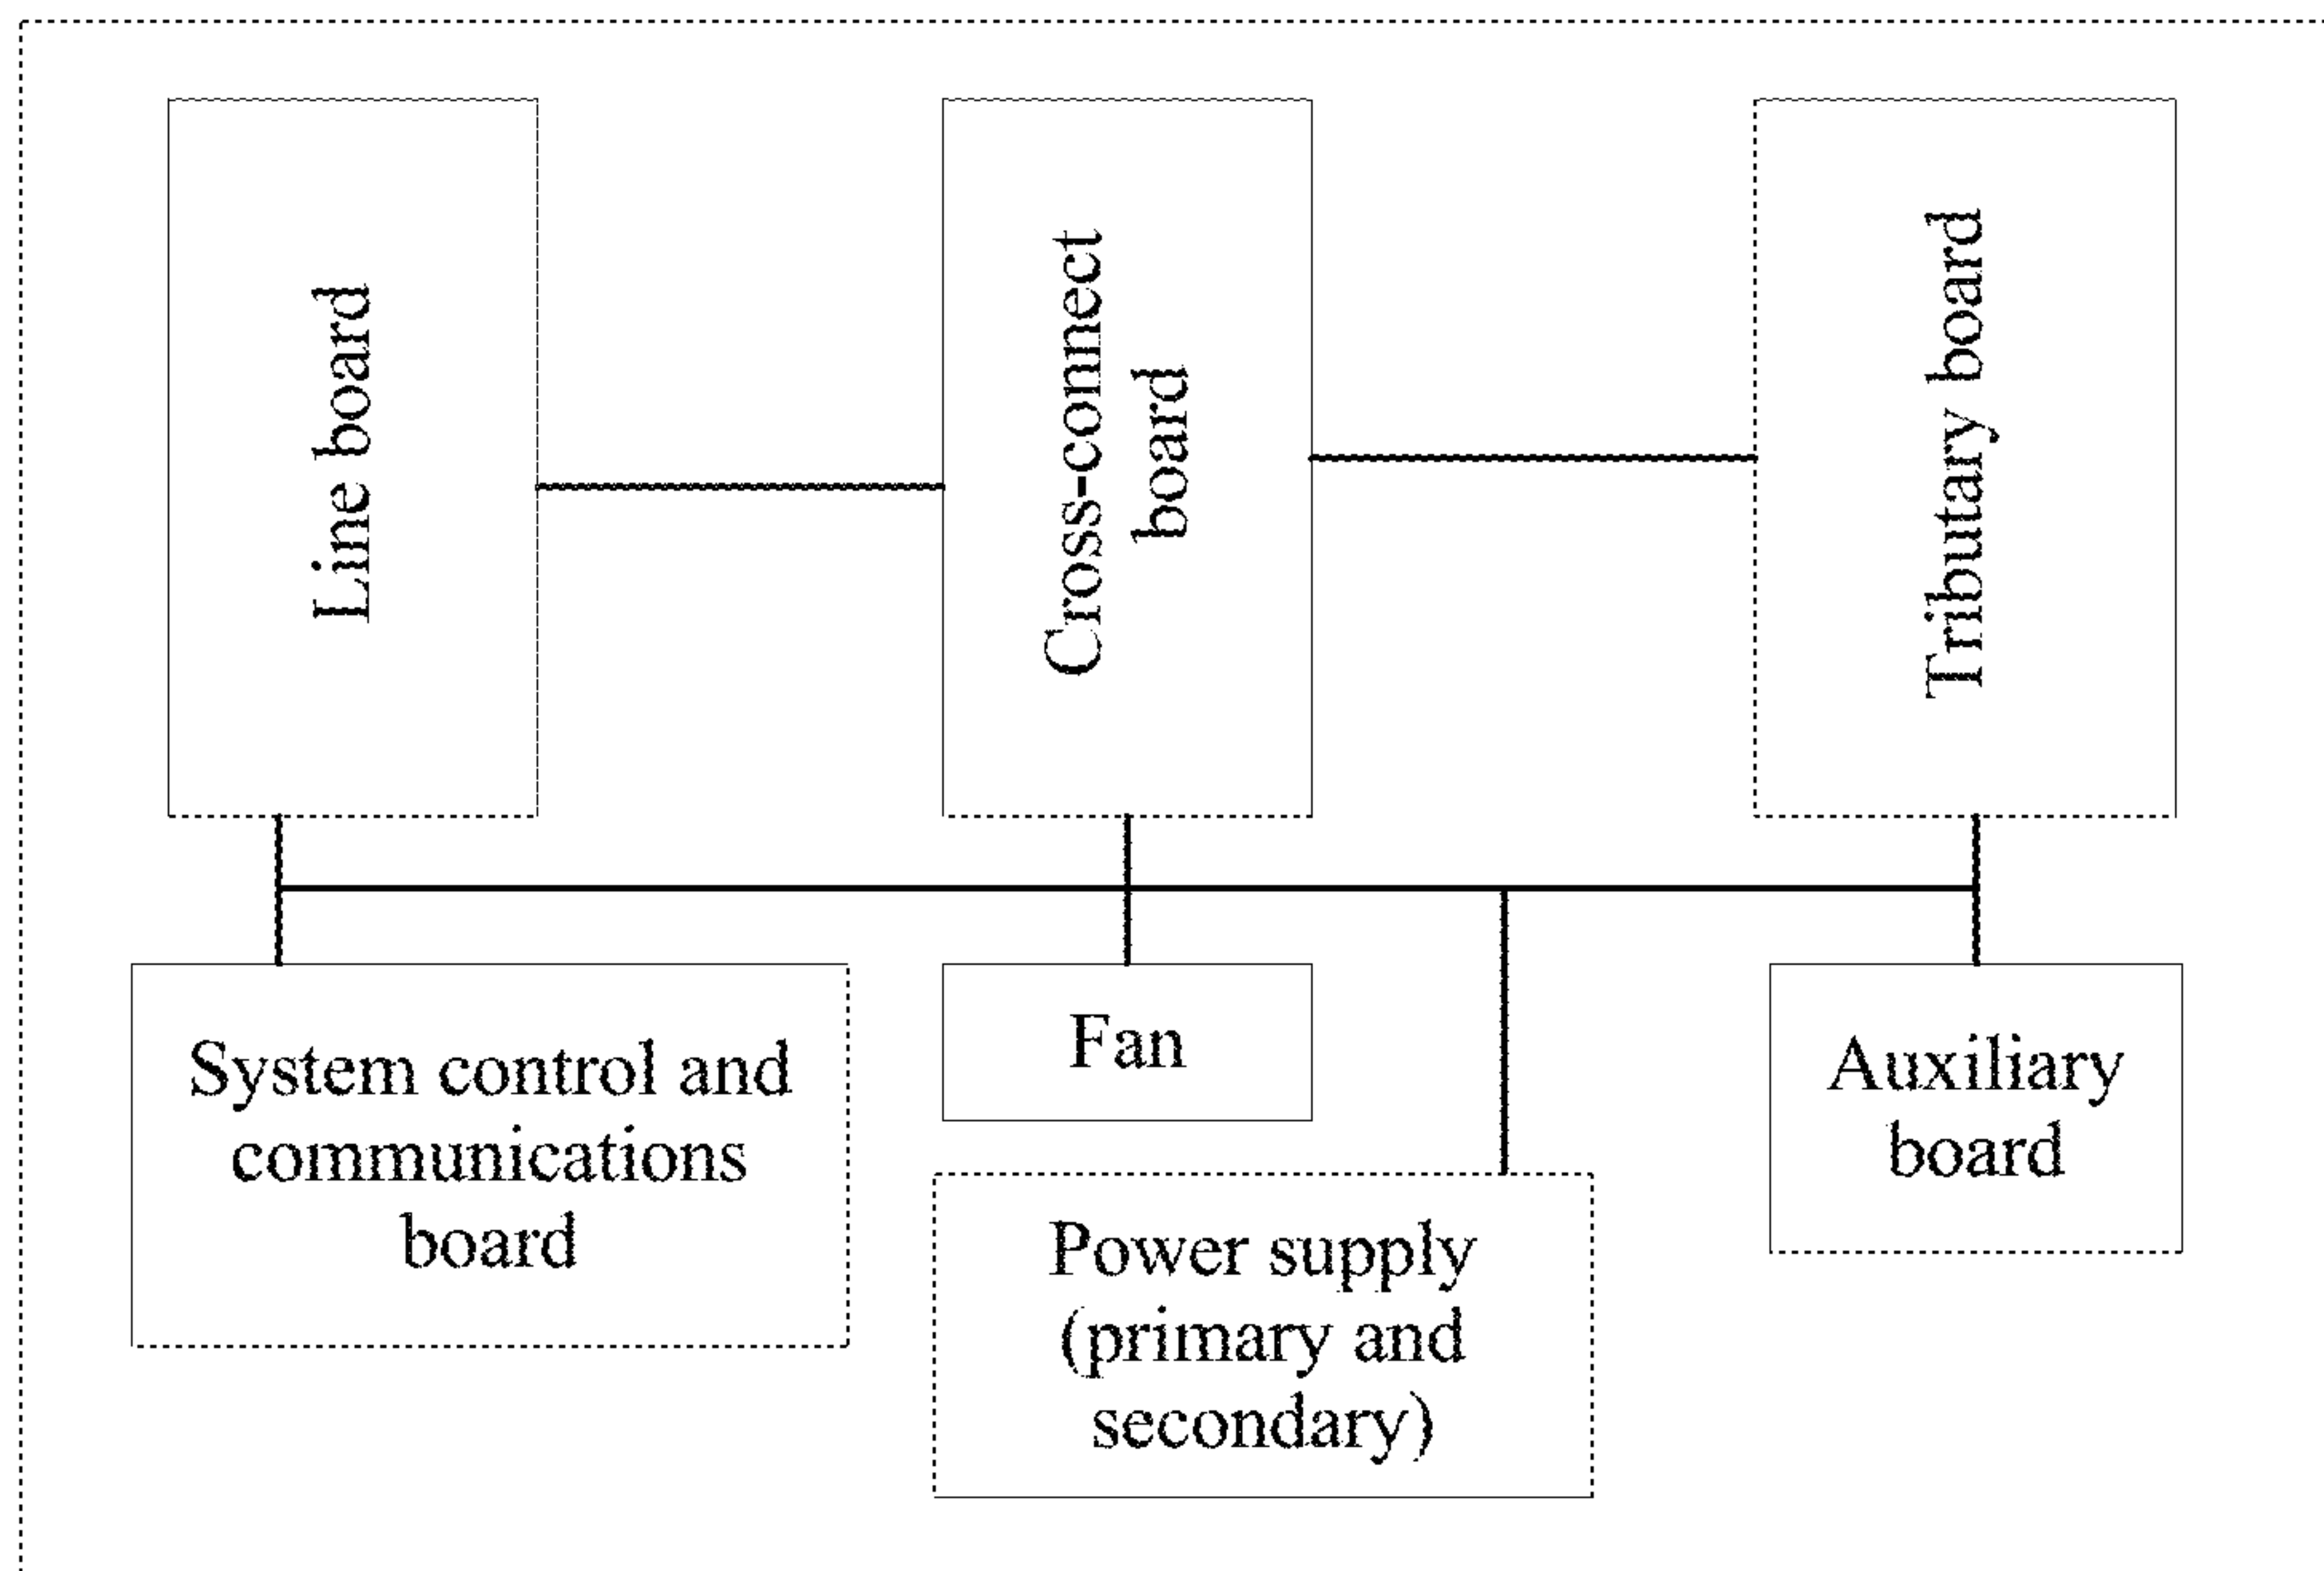 Line board
Cross-connect
board
Tributary board
System control and
communications
board
Fan
Power supply
(primary and
secondary)
Auxiliary
board